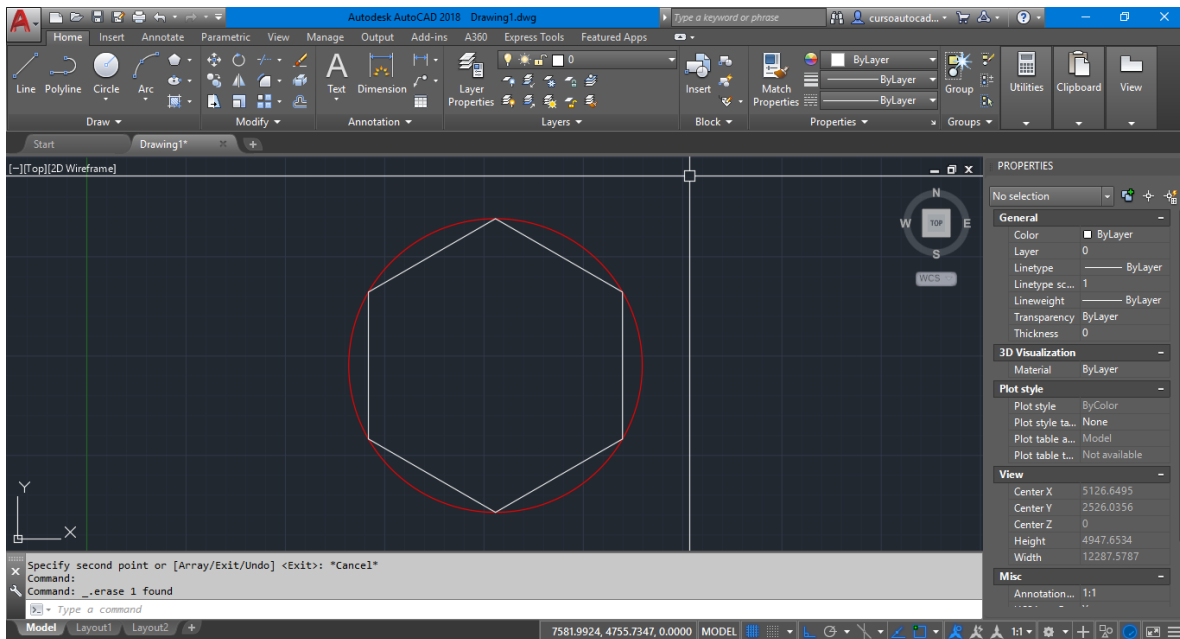 Autodesk AutoCAD 2018 Drawing1.dwg
Type a keyword or phrase
cursoautocad...
Home Insert Annotate Parametric View Manage Output Add-ins A360 Express Tools Featured Apps
0
ByLayer
ByLayer
ByLayer
Line Polyline Circle Arc
Text Dimension
Layer Properties
Insert
Match Properties
Group
Utilities Clipboard View
Draw Modify Annotation Layers Block Properties Groups
Start Drawing1* +
[−][Top][2D Wireframe]
N
W TOP E
S
WCS
Y
X
PROPERTIES
No selection
General
Color ByLayer
Layer 0
Linetype ByLayer
Linetype sc... 1
Lineweight ByLayer
Transparency ByLayer
Thickness 0
3D Visualization
Material ByLayer
Plot style
Plot style ByColor
Plot style ta... None
Plot table a... Model
Plot table t... Not available
View
Center X 5126.6495
Center Y 2526.0356
Center Z 0
Height 4947.6534
Width 12287.5787
Misc
Annotation... 1:1
Specify second point or [Array/Exit/Undo] <Exit>: *Cancel*
Command:
Command: _.erase 1 found
Type a command
Model Layout1 Layout2 +
7581.9924, 4755.7347, 0.0000 MODEL 1:1